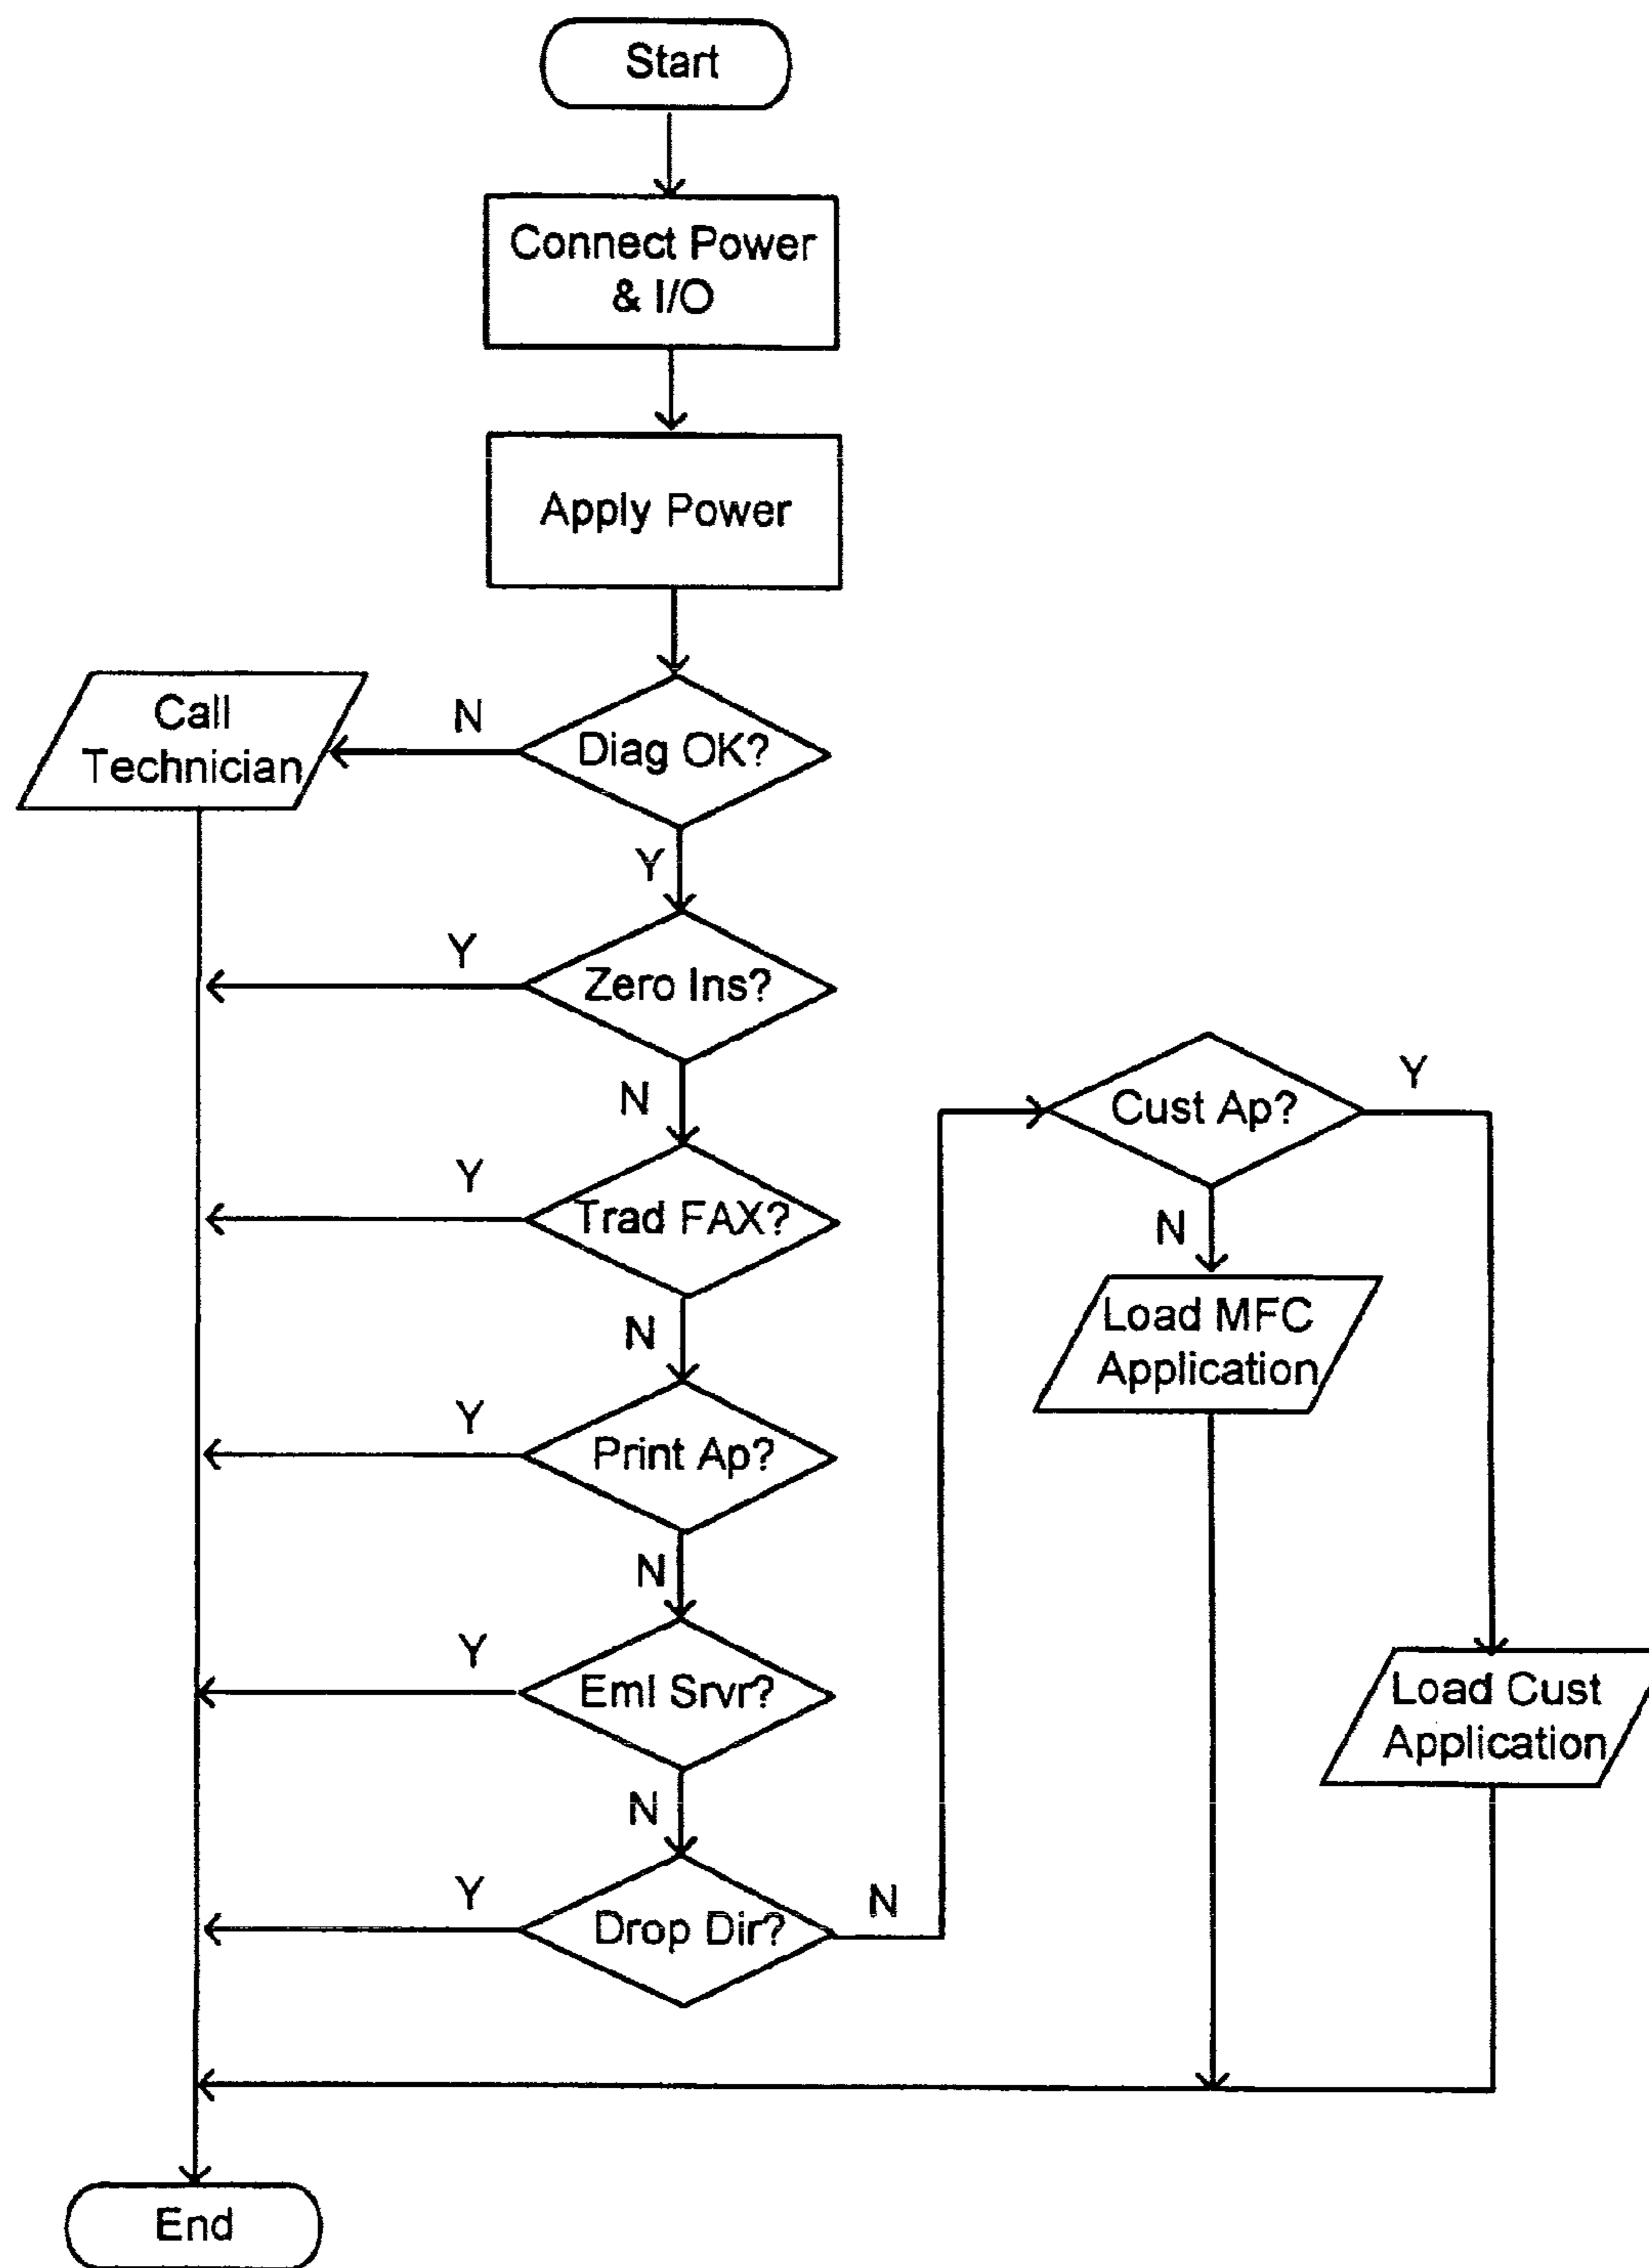 Start
Connect Power
& I/O
Apply Power
Call
Technician
N
Diag OK?
Y
Y
Zero Ins?
N
Y
Trad FAX?
N
Y
Print Ap?
N
Y
Eml Srvr?
N
Y
Drop Dir?
N
Cust Ap?
Y
N
Load MFC
Application
Load Cust
Application
End